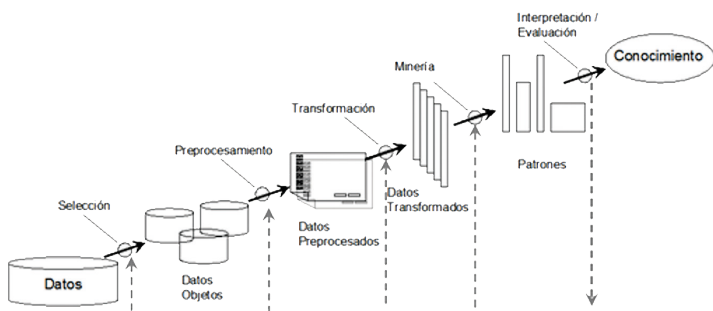 Interpretación /
Evaluación
Conocimiento
Minería
Transformación
Patrones
Preprocesamiento
Datos
Transformados
Selección
Datos
Preprocesados
Datos
Objetos
Datos